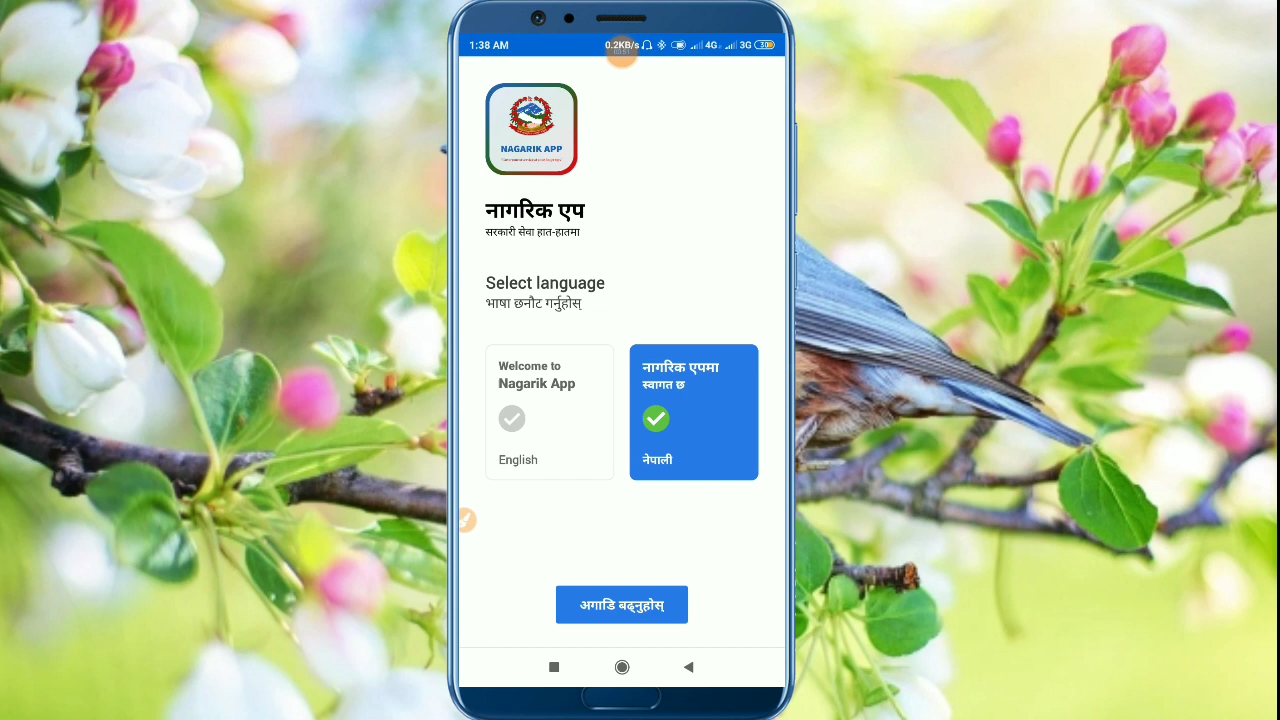 1:38 AM
0.2KB/s
4G
3G
30
NAGARIK APP
नागरिक एप
सरकारी सेवा हात-हातमा
Select language
भाषा छनौट गर्नुहोस्
Welcome to
Nagarik App
English
नागरिक एपमा
स्वागत छ
नेपाली
अगाडि बढ्नुहोस्